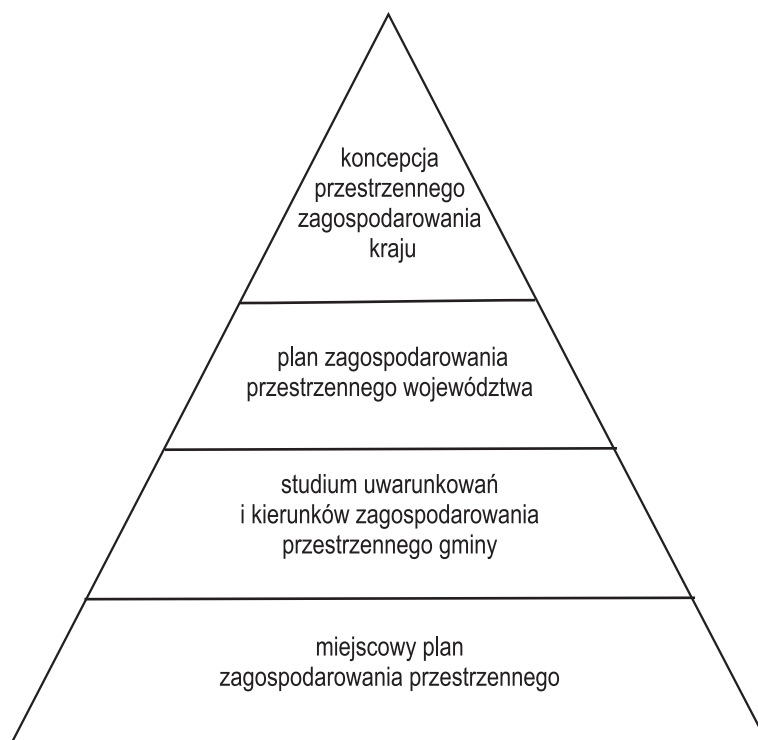 koncepcja
przestrzennego
zagospodarowania
kraju
plan zagospodarowania
przestrzennego województwa
studium uwarunkowań
i kierunków zagospodarowania
przestrzennego gminy
miejscowy plan
zagospodarowania przestrzennego